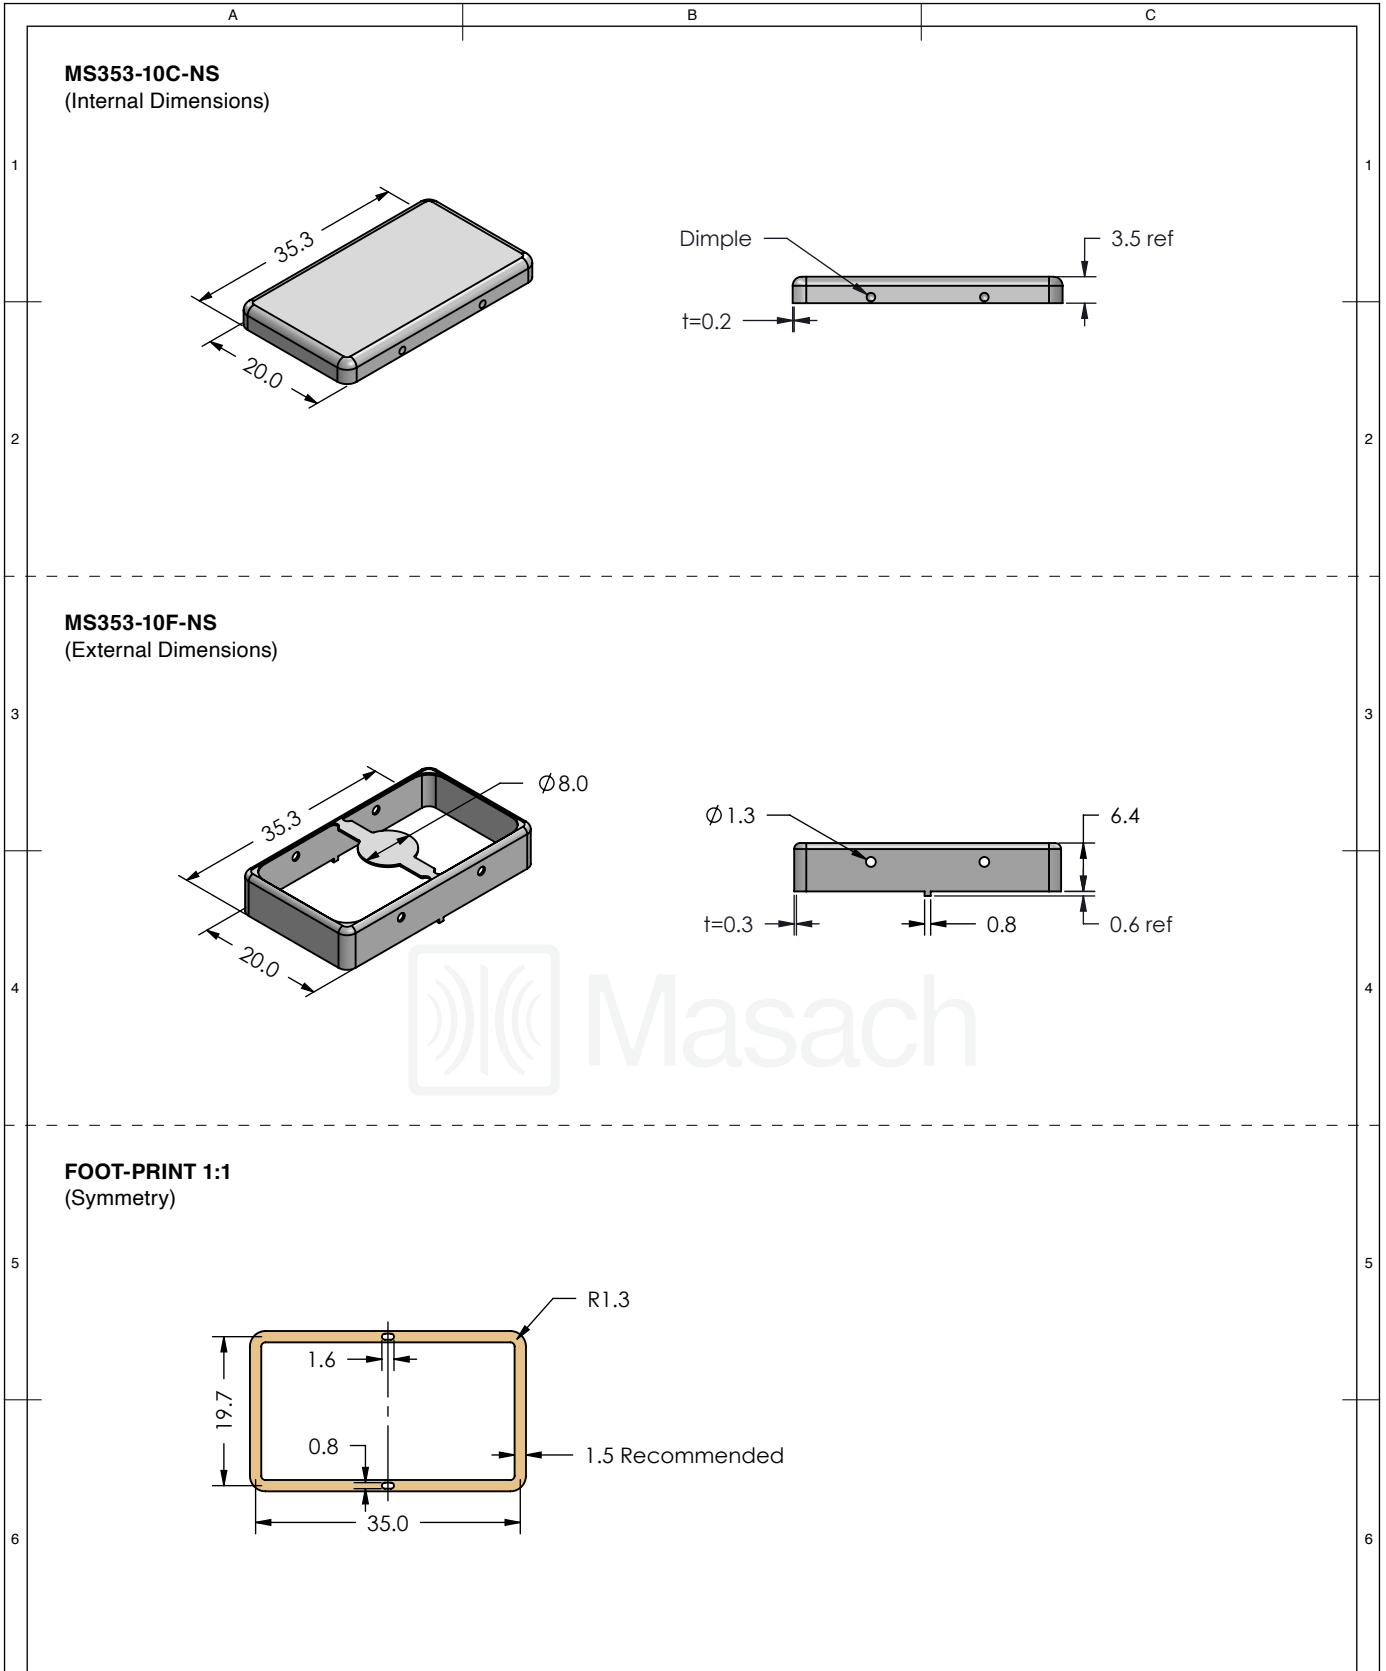 A
B
C
MS353-10C-NS
(Internal Dimensions)
1
1
35.3
20.0
Dimple
3.5 ref
t=0.2
2
2
MS353-10F-NS
(External Dimensions)
3
3
35.3
Ø8.0
20.0
Ø1.3
6.4
t=0.3
0.8
0.6 ref
4
4
Masach
FOOT-PRINT 1:1
(Symmetry)
5
5
R1.3
1.6
19.7
0.8
1.5 Recommended
35.0
6
6